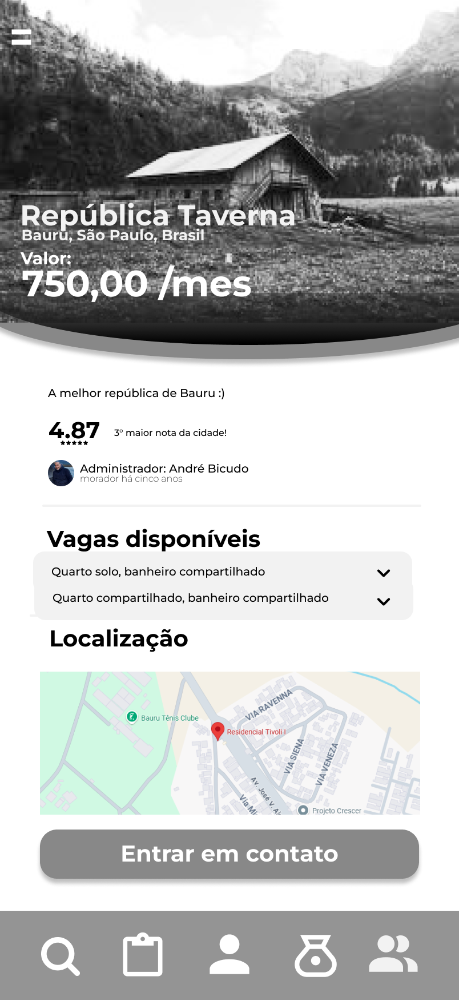 República Taverna
Bauru, São Paulo, Brasil
Valor:
750,00 /mes
A melhor república de Bauru :)
4.87
3° maior nota da cidade!
Administrador: André Bicudo
morador há cinco anos
Vagas disponíveis
Quarto solo, banheiro compartilhado
Quarto compartilhado, banheiro compartilhado
Localização
VIA RAVENNA
Bauru Tênis Clube
Residencial Tivoli I
VIA SIENA
VIA VENEZA
Av. José V. Ai
Via Mi
Projeto Crescer
Entrar em contato